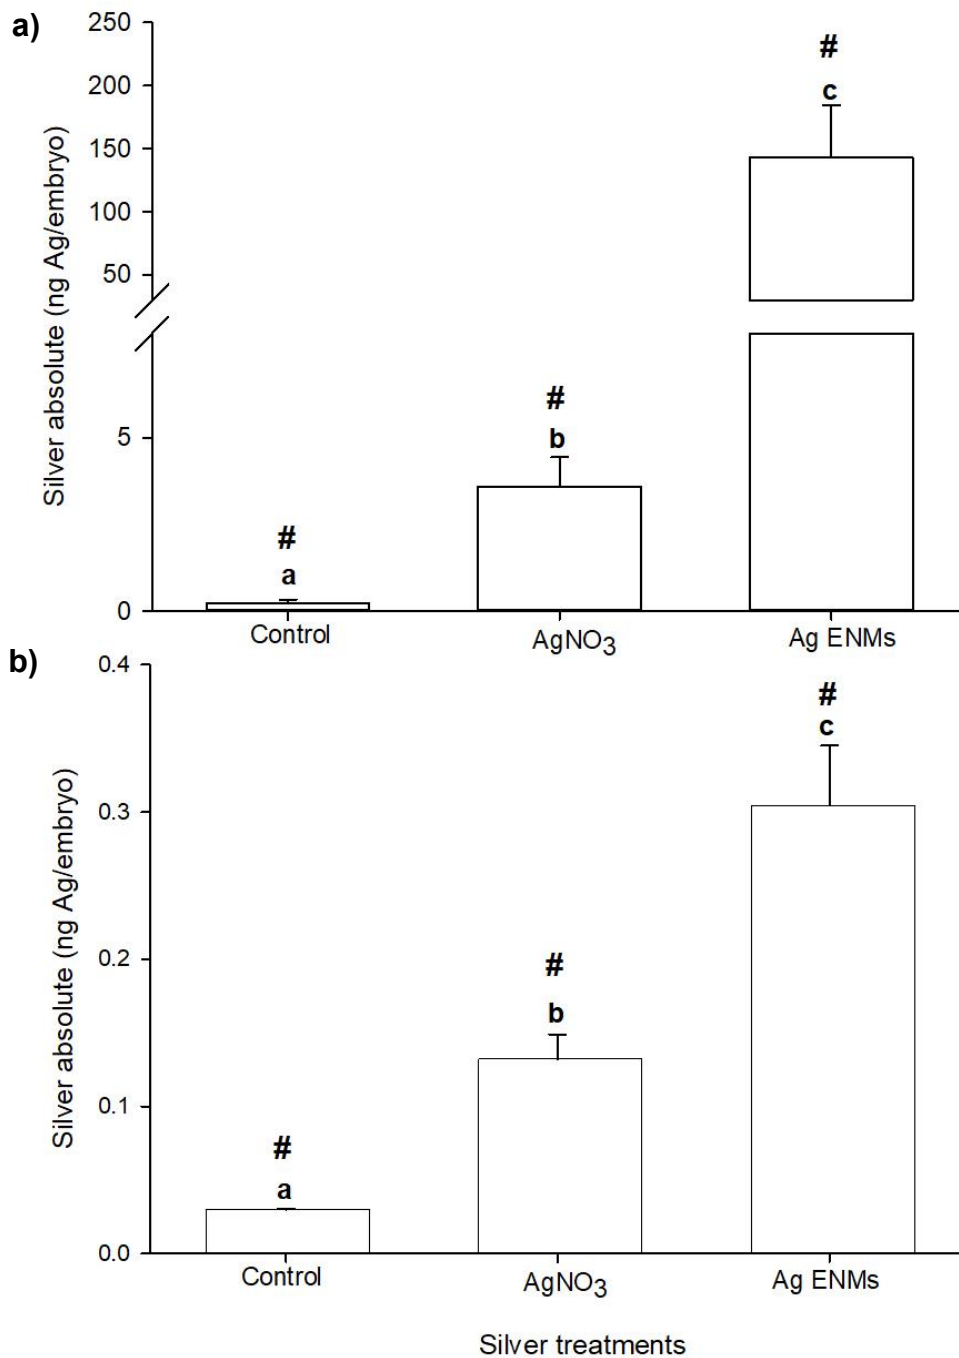 a)
Silver absolute (ng Ag/embryo)
250
200
150
100
50
5
0
#
a
#
b
#
c
Control
AgNO3
Ag ENMs
b)
Silver absolute (ng Ag/embryo)
0.4
0.3
0.2
0.1
0.0
#
a
#
b
#
c
Control
AgNO3
Ag ENMs
Silver treatments